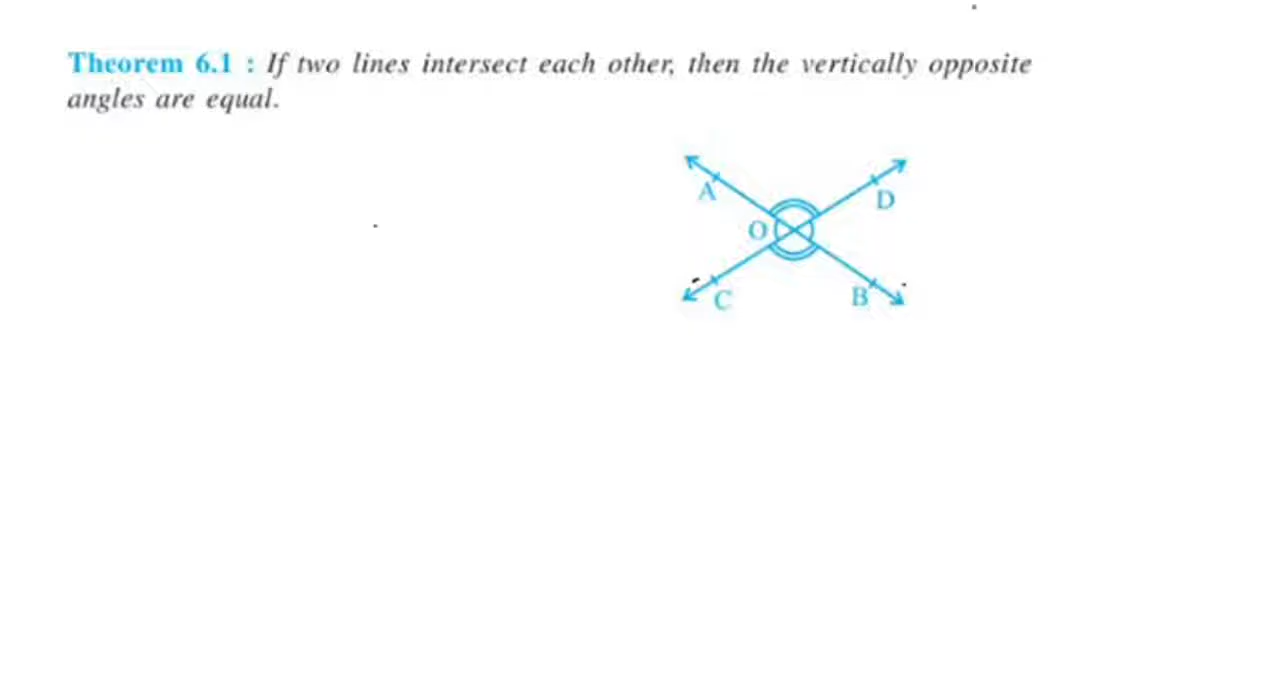 Theorem 6.1 : If two lines intersect each other, then the vertically opposite
angles are equal.
A
D
O
C
B